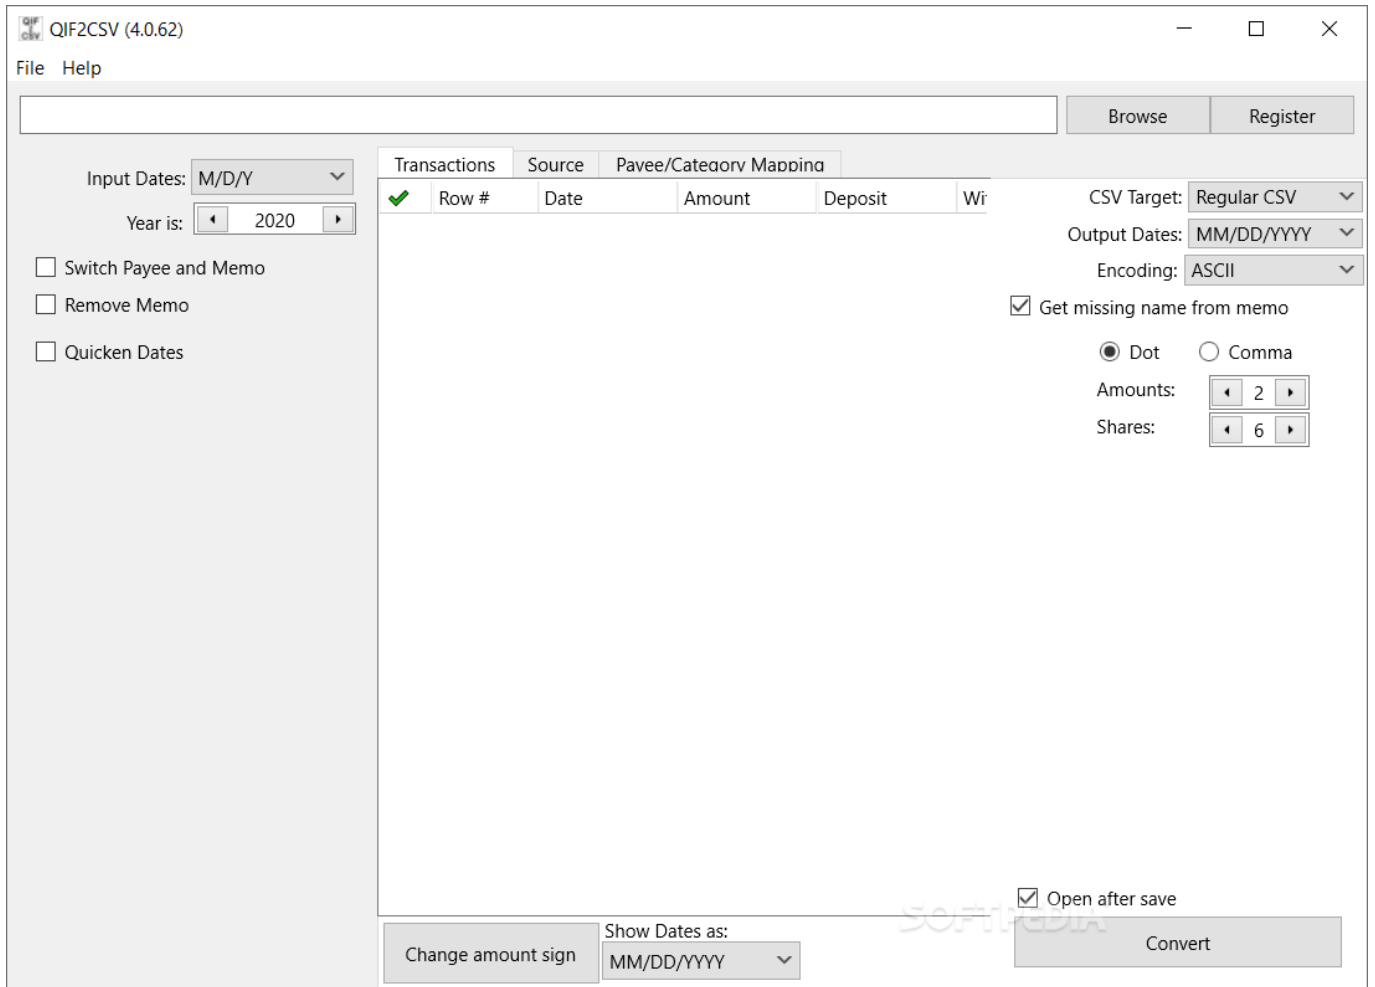 QIF2CSV (4.0.62)
File Help
Browse Register
Transactions Source Payee/Category Mapping
Input Dates: M/D/Y
Year is: 2020
Switch Payee and Memo
Remove Memo
Quicken Dates
Row # Date Amount Deposit Wi
CSV Target: Regular CSV
Output Dates: MM/DD/YYYY
Encoding: ASCII
Get missing name from memo
Dot Comma
Amounts: 2
Shares: 6
Open after save
SOFTPEDIA
Change amount sign
Show Dates as:
MM/DD/YYYY
Convert